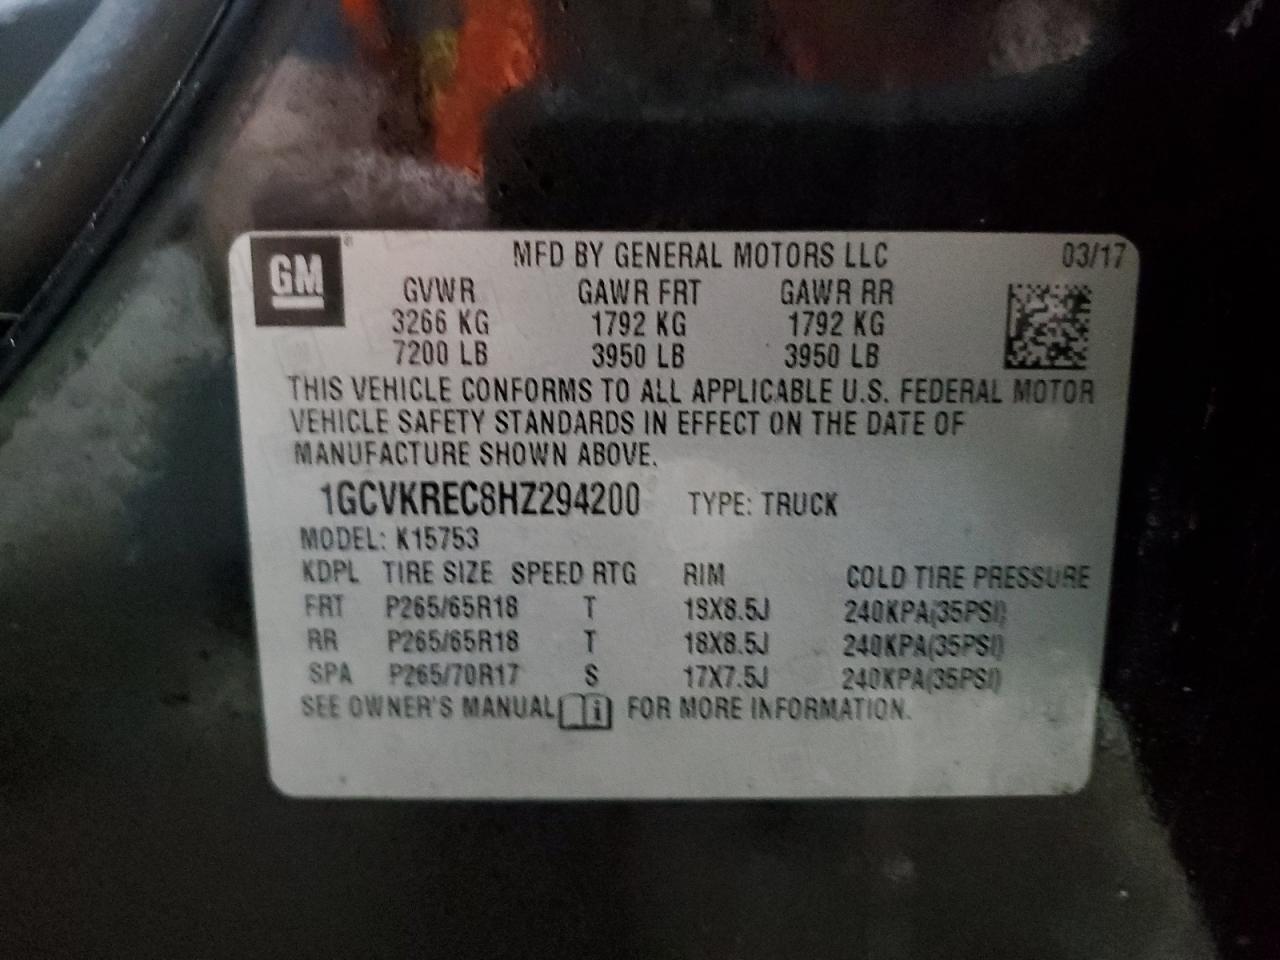 GM
MFD BY GENERAL MOTORS LLC 03/17
GVWR GAWR FRT GAWR RR
3266 KG 1792 KG 1792 KG
7200 LB 3950 LB 3950 LB
THIS VEHICLE CONFORMS TO ALL APPLICABLE U.S. FEDERAL MOTOR
VEHICLE SAFETY STANDARDS IN EFFECT ON THE DATE OF
MANUFACTURE SHOWN ABOVE.
1GCVKREC8HZ294200 TYPE: TRUCK
MODEL: K15753
KDPL TIRE SIZE SPEED RTG RIM COLD TIRE PRESSURE
FRT P265/65R18 T 18X8.5J 240KPA(35PSI)
RR P265/65R18 T 18X8.5J 240KPA(35PSI)
SPA P265/70R17 S 17X7.5J 240KPA(35PSI)
SEE OWNER'S MANUAL i FOR MORE INFORMATION.